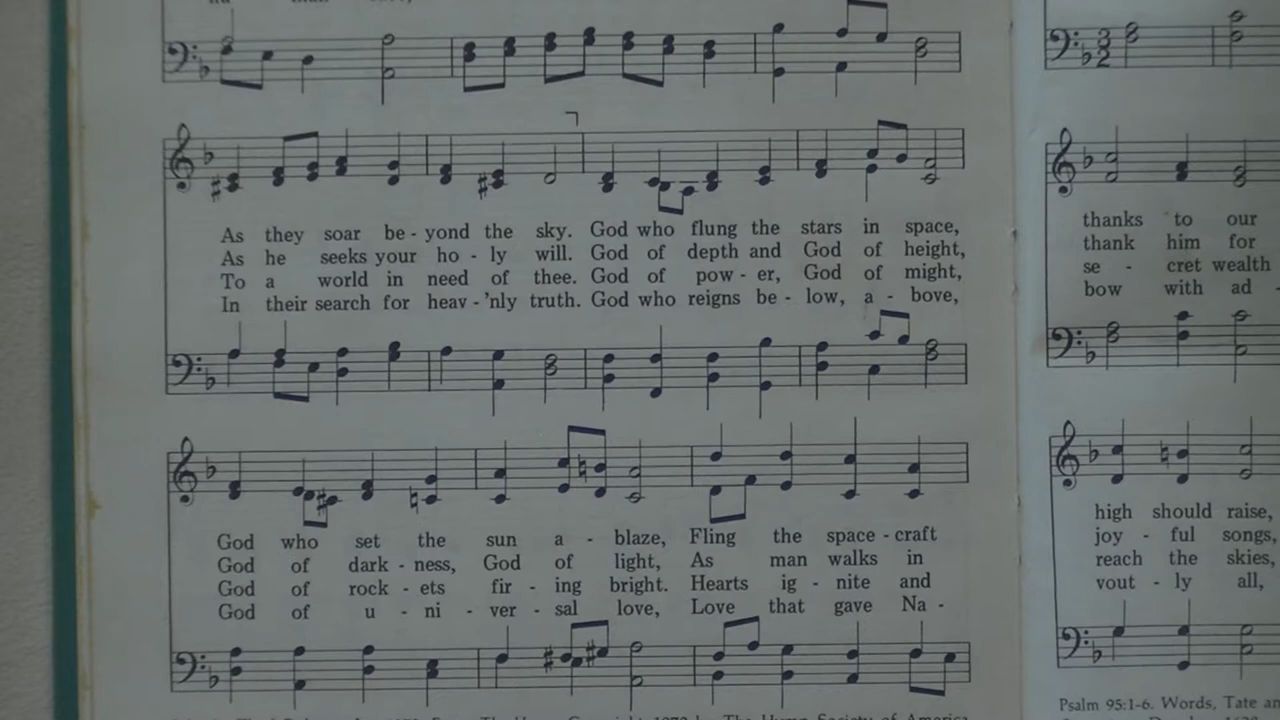 As they soar be - yond the sky. God who flung the stars in space,
As he seeks your ho - ly will. God of depth and God of height,
To a world in need of thee. God of pow - er, God of might,
In their search for heav - 'nly truth. God who reigns be - low, a - bove,
God who set the sun a - blaze, Fling the space - craft
God of dark - ness, God of light, As man walks in
God of rock - ets fir - ing bright. Hearts ig - nite and
God of u - ni - ver - sal love, Love that gave Na -
3
2
thanks to our
thank him for
se - cret wealth
bow with ad -
high should raise,
joy - ful songs,
reach the skies,
vout - ly all,
Psalm 95:1-6. Words, Tate